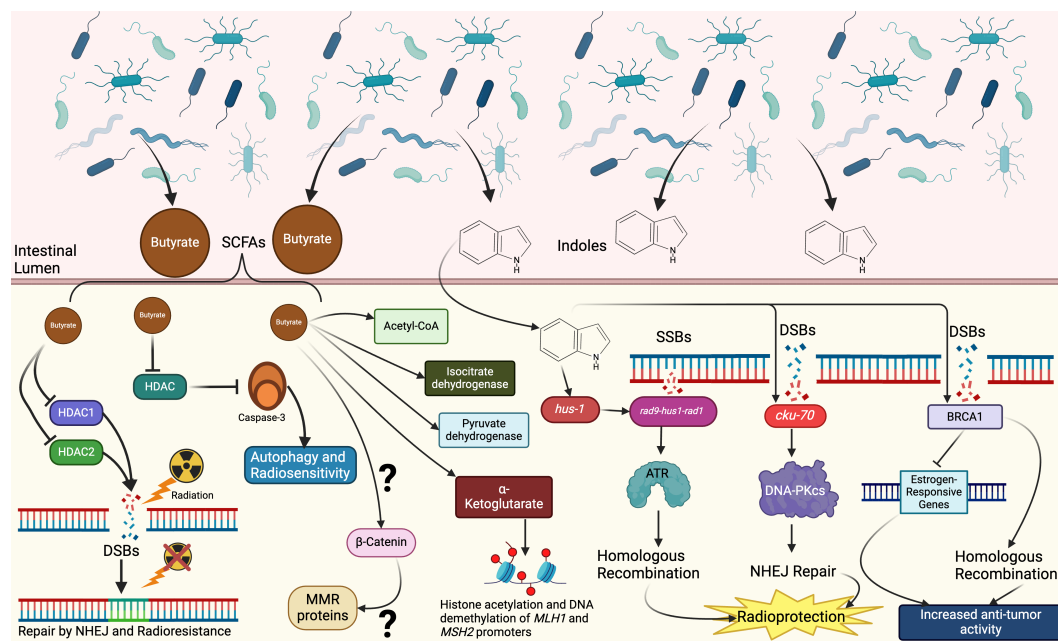 Butyrate
SCFAs
Butyrate
N
H
Indoles
N
H
N
H
Intestinal
Lumen
Butyrate
Butyrate
Butyrate
Acetyl-CoA
Isocitrate
dehydrogenase
Pyruvate
dehydrogenase
α-
Ketoglutarate
Histone acetylation and DNA
demethylation of MLH1 and
MSH2 promoters
HDAC
Caspase-3
Autophagy and
Radiosensitivity
HDAC1
HDAC2
Radiation
DSBs
Repair by NHEJ and Radioresistance
?
β-Catenin
MMR
proteins
?
N
H
hus-1
SSBs
rad9-hus1-rad1
ATR
Homologous
Recombination
DSBs
cku-70
DNA-PKcs
NHEJ Repair
Radioprotection
DSBs
BRCA1
Estrogen-
Responsive
Genes
Homologous
Recombination
Increased anti-tumor
activity